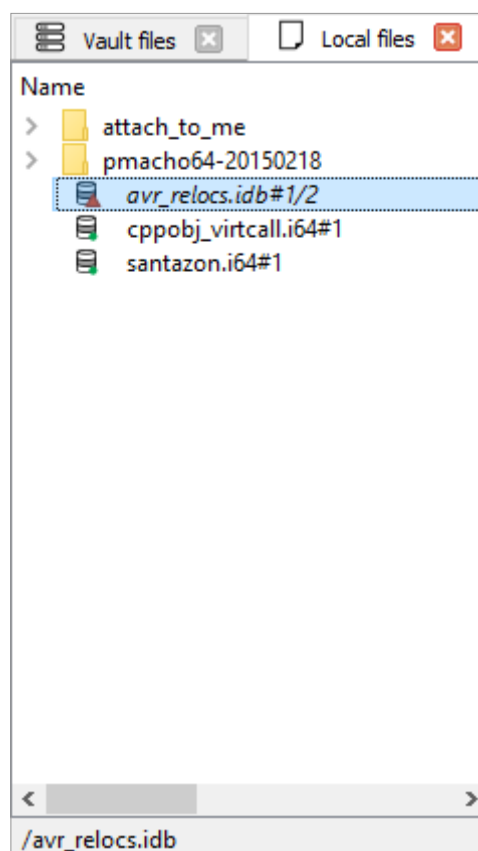 Vault files Local files
Name
attach_to_me
pmacho64-20150218
avr_relocs.idb#1/2
cppobj_virtcall.i64#1
santazon.i64#1
/avr_relocs.idb